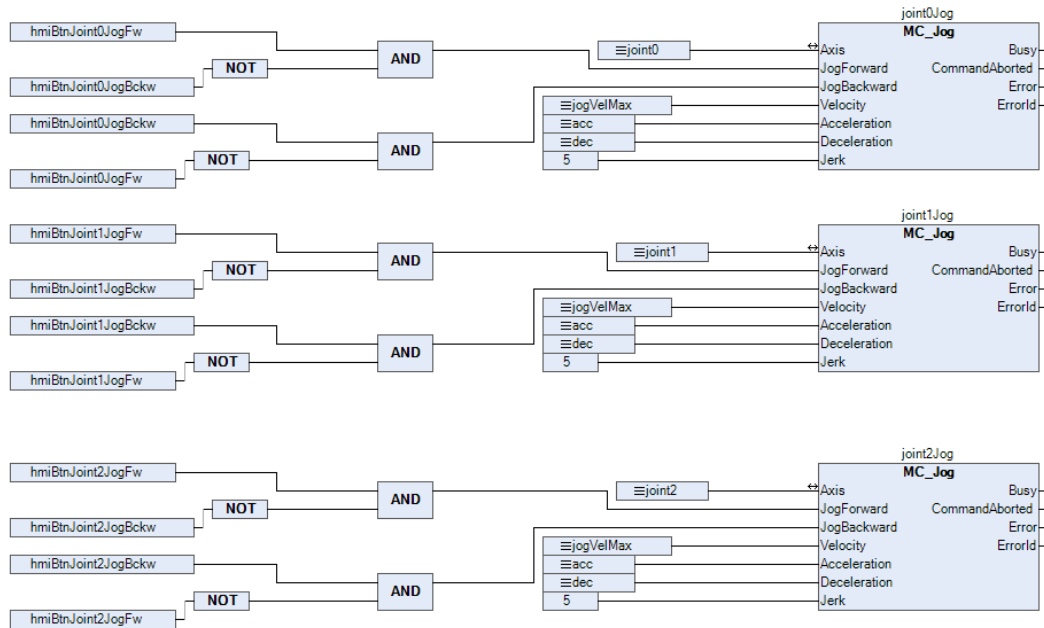 joint0Jog
hmiBtnJoint0JogFw
MC_Jog
≡joint0
Axis
Busy
AND
NOT
JogForward
CommandAborted
hmiBtnJoint0JogBckw
JogBackward
Error
≡jogVelMax
Velocity
ErrorId
hmiBtnJoint0JogBckw
≡acc
Acceleration
AND
≡dec
Deceleration
NOT
5
Jerk
hmiBtnJoint0JogFw
joint1Jog
hmiBtnJoint1JogFw
MC_Jog
≡joint1
Axis
Busy
AND
NOT
JogForward
CommandAborted
hmiBtnJoint1JogBckw
JogBackward
Error
≡jogVelMax
Velocity
ErrorId
hmiBtnJoint1JogBckw
≡acc
Acceleration
AND
≡dec
Deceleration
NOT
5
Jerk
hmiBtnJoint1JogFw
joint2Jog
hmiBtnJoint2JogFw
MC_Jog
≡joint2
Axis
Busy
AND
NOT
JogForward
CommandAborted
hmiBtnJoint2JogBckw
JogBackward
Error
≡jogVelMax
Velocity
ErrorId
hmiBtnJoint2JogBckw
≡acc
Acceleration
AND
≡dec
Deceleration
NOT
5
Jerk
hmiBtnJoint2JogFw